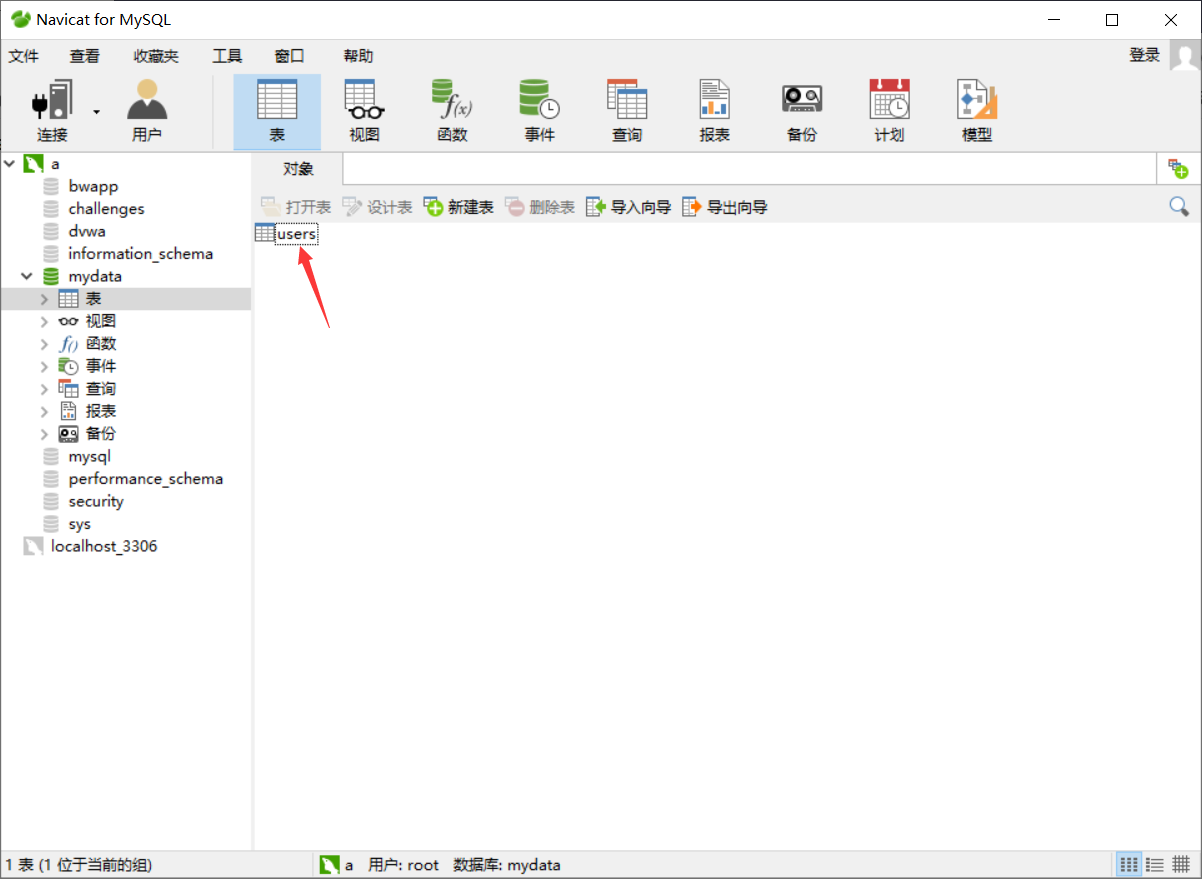 Navicat for MySQL
文件 查看 收藏夹 工具 窗口 帮助 登录
连接 用户 表 视图 函数 事件 查询 报表 备份 计划 模型
f(x)
a
对象
bwapp
challenges
打开表 设计表 新建表 删除表 导入向导 导出向导
dvwa
users
information_schema
mydata
表
视图
f() 函数
事件
查询
报表
备份
mysql
performance_schema
security
sys
localhost_3306
1 表 (1 位于当前的组) a 用户: root 数据库: mydata